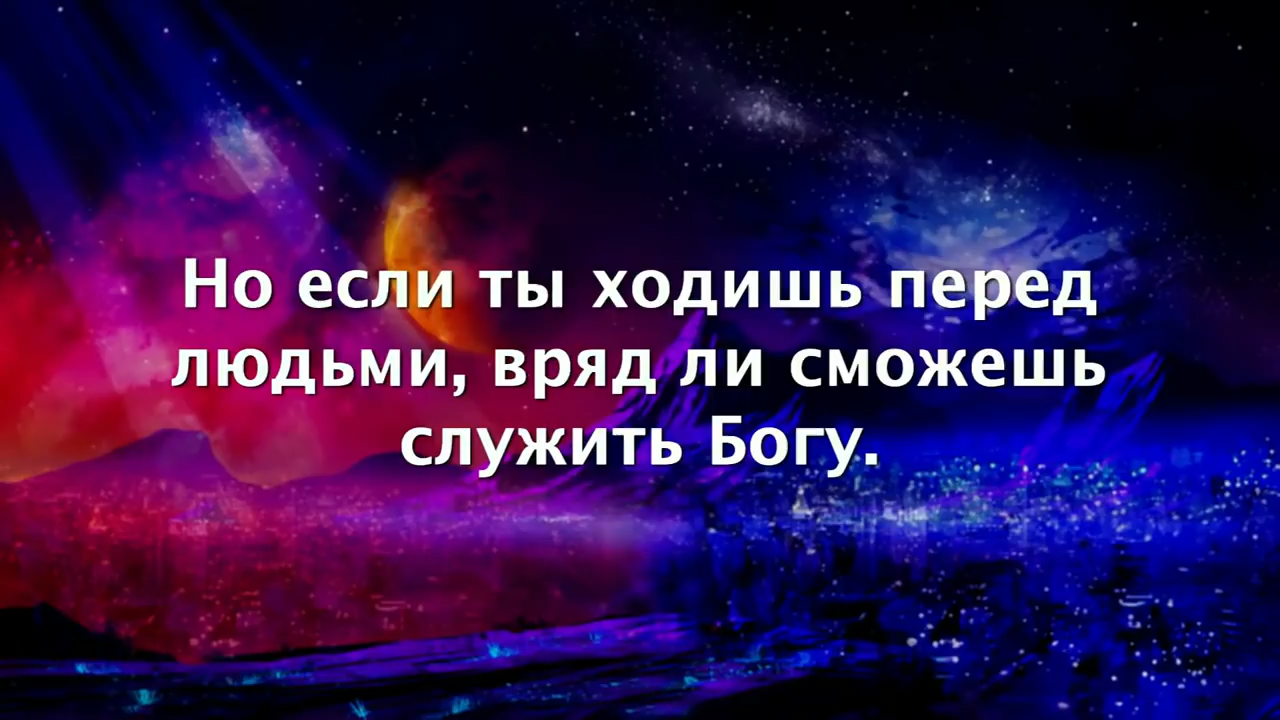 Но если ты ходишь перед
людьми, вряд ли сможешь
служить Богу.